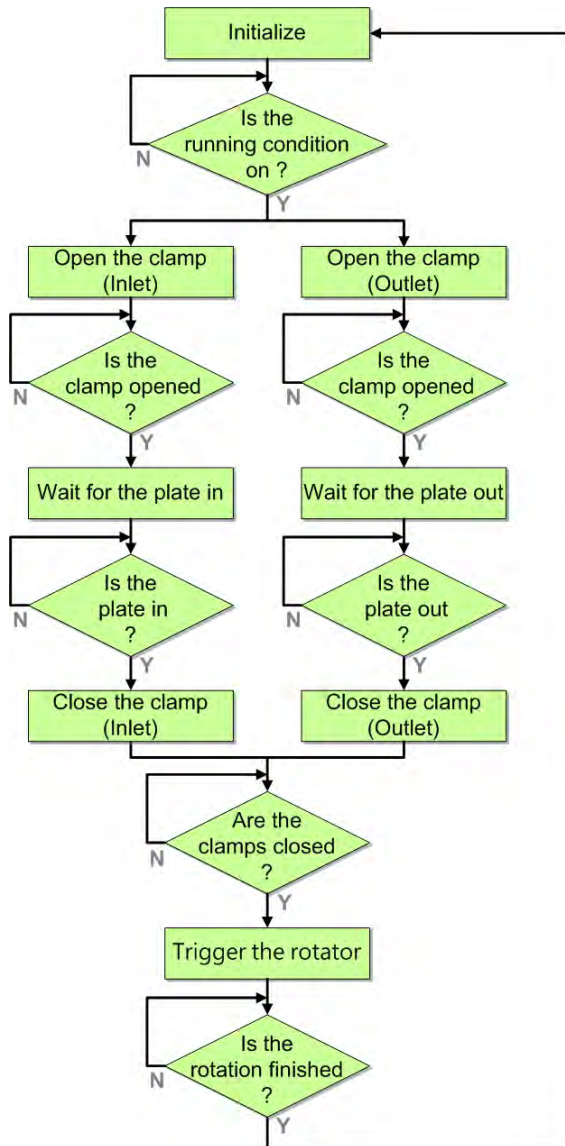 Initialize
Is the
running condition
on ?
N
Y
Open the clamp
(Inlet)
Open the clamp
(Outlet)
Is the
clamp opened
?
N
Y
Is the
clamp opened
?
N
Y
Wait for the plate in
Wait for the plate out
Is the
plate in
?
N
Y
Is the
plate out
?
N
Y
Close the clamp
(Inlet)
Close the clamp
(Outlet)
Are the
clamps closed
?
N
Y
Trigger the rotator
Is the
rotation finished
?
N
Y